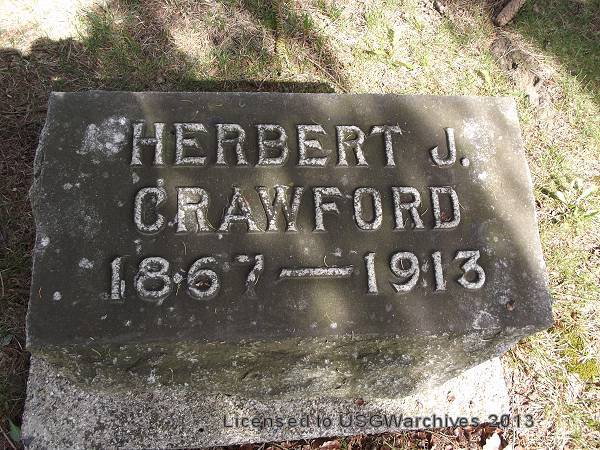 HERBERT J.
CRAWFORD
1867 — 1913
Licensed to USGWarchives 2013